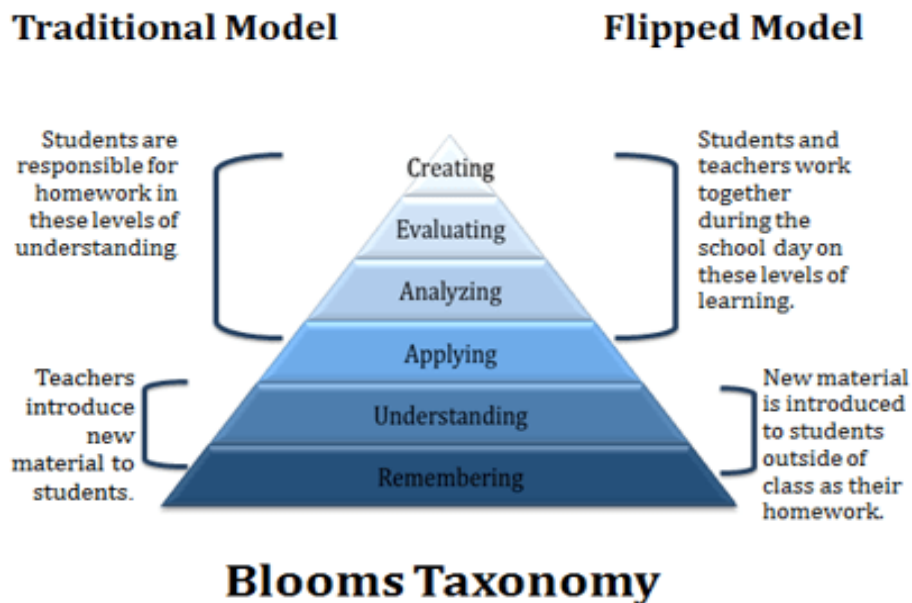 Traditional Model
Flipped Model
Students are
responsible for
homework in
these levels of
understanding
Creating
Evaluating
Analyzing
Applying
Understanding
Remembering
Students and
teachers work
together
during the
school day on
these levels of
learning.
Teachers
introduce
new
material to
students.
New material
is introduced
to students
outside of
class as their
homework.
Blooms Taxonomy